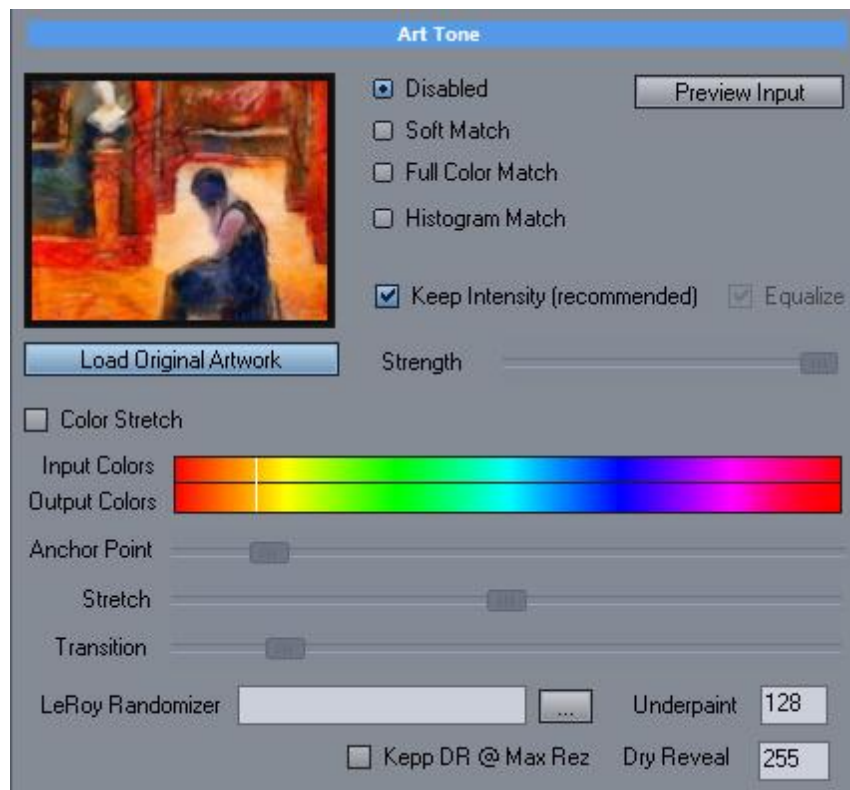 Art Tone
Disabled
Preview Input
Soft Match
Full Color Match
Histogram Match
Keep Intensity (recommended)
Equalize
Load Original Artwork
Strength
Color Stretch
Input Colors
Output Colors
Anchor Point
Stretch
Transition
LeRoy Randomizer
...
Underpaint
128
Kepp DR @ Max Rez
Dry Reveal
255